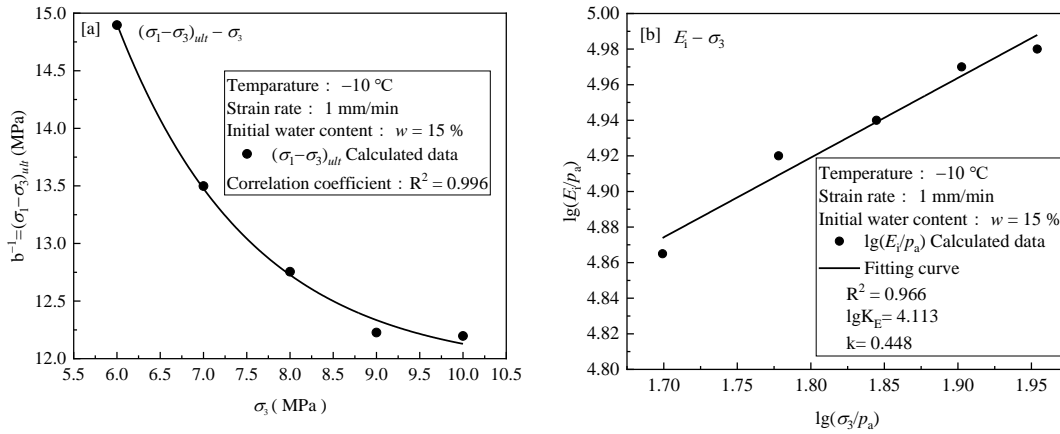 [a] (σ₁−σ₃)ult − σ₃
Temparature : −10 ℃
Strain rate : 1 mm/min
Initial water content : w = 15 %
(σ₁−σ₃)ult Calculated data
Correlation coefficient : R² = 0.996
b⁻¹=(σ₁−σ₃)ult (MPa)
15.0
14.5
14.0
13.5
13.0
12.5
12.0
5.5 6.0 6.5 7.0 7.5 8.0 8.5 9.0 9.5 10.0 10.5
σ₃ ( MPa )
[b] Eᵢ − σ₃
Temperature : −10 ℃
Strain rate : 1 mm/min
Initial water content : w = 15 %
lg(Eᵢ/pₐ) Calculated data
Fitting curve
R² = 0.966
lgK_E= 4.113
k= 0.448
lg(Eᵢ/pₐ)
5.00
4.98
4.94
4.92
4.90
4.88
4.86
4.84
4.82
4.80
1.70 1.75 1.80 1.85 1.90 1.95
lg(σ₃/pₐ)